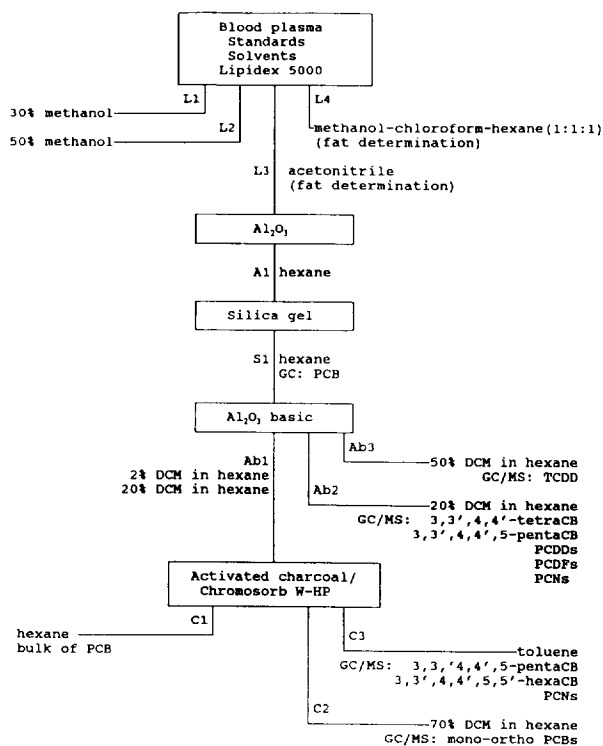 Blood plasma
Standards
Solvents
Lipidex 5000
L1
L4
30% methanol
L2
methanol-chloroform-hexane(1:1:1)
(fat determination)
50% methanol
L3
acetonitrile
(fat determination)
Al₂O₃
A1 hexane
Silica gel
S1 hexane
GC: PCB
Al₂O₃ basic
Ab3
Ab1
50% DCM in hexane
GC/MS: TCDD
2% DCM in hexane
20% DCM in hexane
Ab2
20% DCM in hexane
GC/MS: 3,3',4,4'-tetraCB
3,3',4,4',5-pentaCB
PCDDs
PCDFs
PCNs
Activated charcoal/
Chromosorb W-HP
C1
hexane
bulk of PCB
C3
toluene
GC/MS: 3,3,'4,4',5-pentaCB
3,3',4,4',5,5'-hexaCB
PCNs
C2
70% DCM in hexane
GC/MS: mono-ortho PCBs